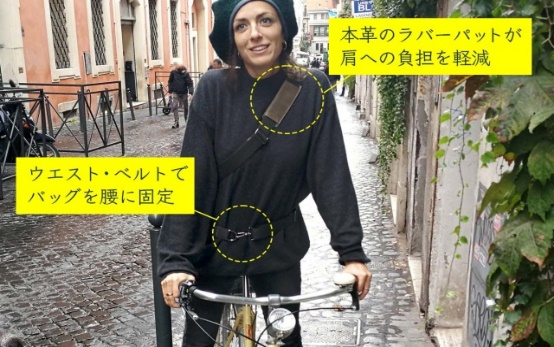 本革のラバーパットが
肩への負担を軽減
ウエスト・ベルトで
バッグを腰に固定